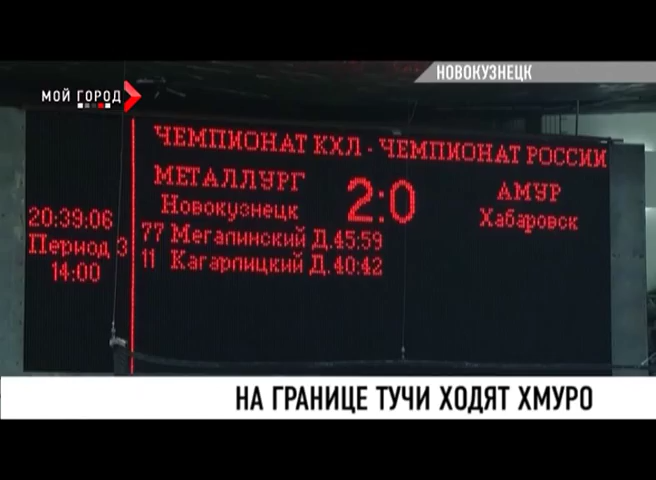 НОВОКУЗНЕЦК
МОЙ ГОРОД
ЧЕМПИОНАТ КХЛ - ЧЕМПИОНАТ РОССИИ
МЕТАЛЛУРГ 2:0 АМУР
Новокузнецк Хабаровск
20:39:06
Период 3
14:00
77 Мегалинский Д.45:59
11 Кагарлицкий Д.40:42
НА ГРАНИЦЕ ТУЧИ ХОДЯТ ХМУРО